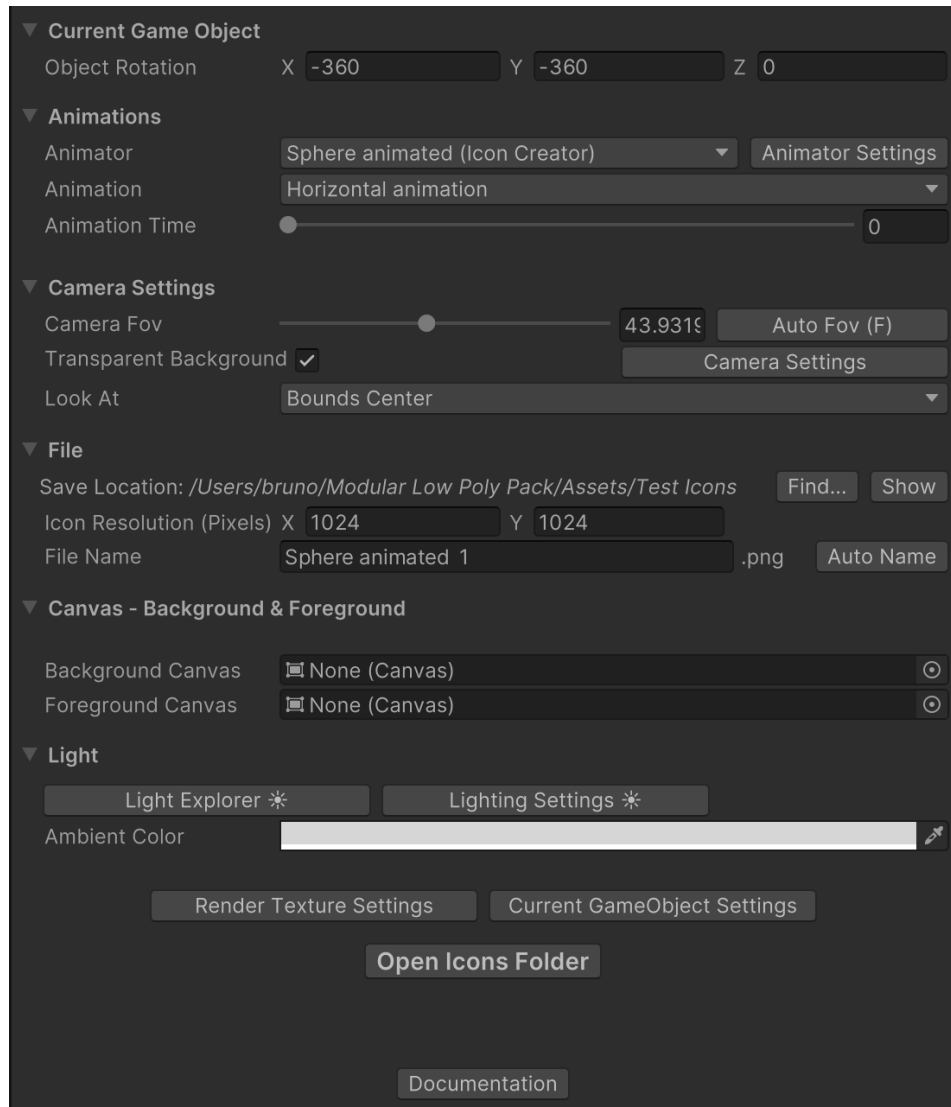 Current Game Object
Object Rotation X -360 Y -360 Z 0
Animations
Animator Sphere animated (Icon Creator) Animator Settings
Animation Horizontal animation
Animation Time 0
Camera Settings
Camera Fov 43.9319 Auto Fov (F)
Transparent Background Camera Settings
Look At Bounds Center
File
Save Location: /Users/bruno/Modular Low Poly Pack/Assets/Test Icons Find... Show
Icon Resolution (Pixels) X 1024 Y 1024
File Name Sphere animated 1 .png Auto Name
Canvas - Background & Foreground
Background Canvas None (Canvas)
Foreground Canvas None (Canvas)
Light
Light Explorer ☀ Lighting Settings ☀
Ambient Color
Render Texture Settings Current GameObject Settings
Open Icons Folder
Documentation